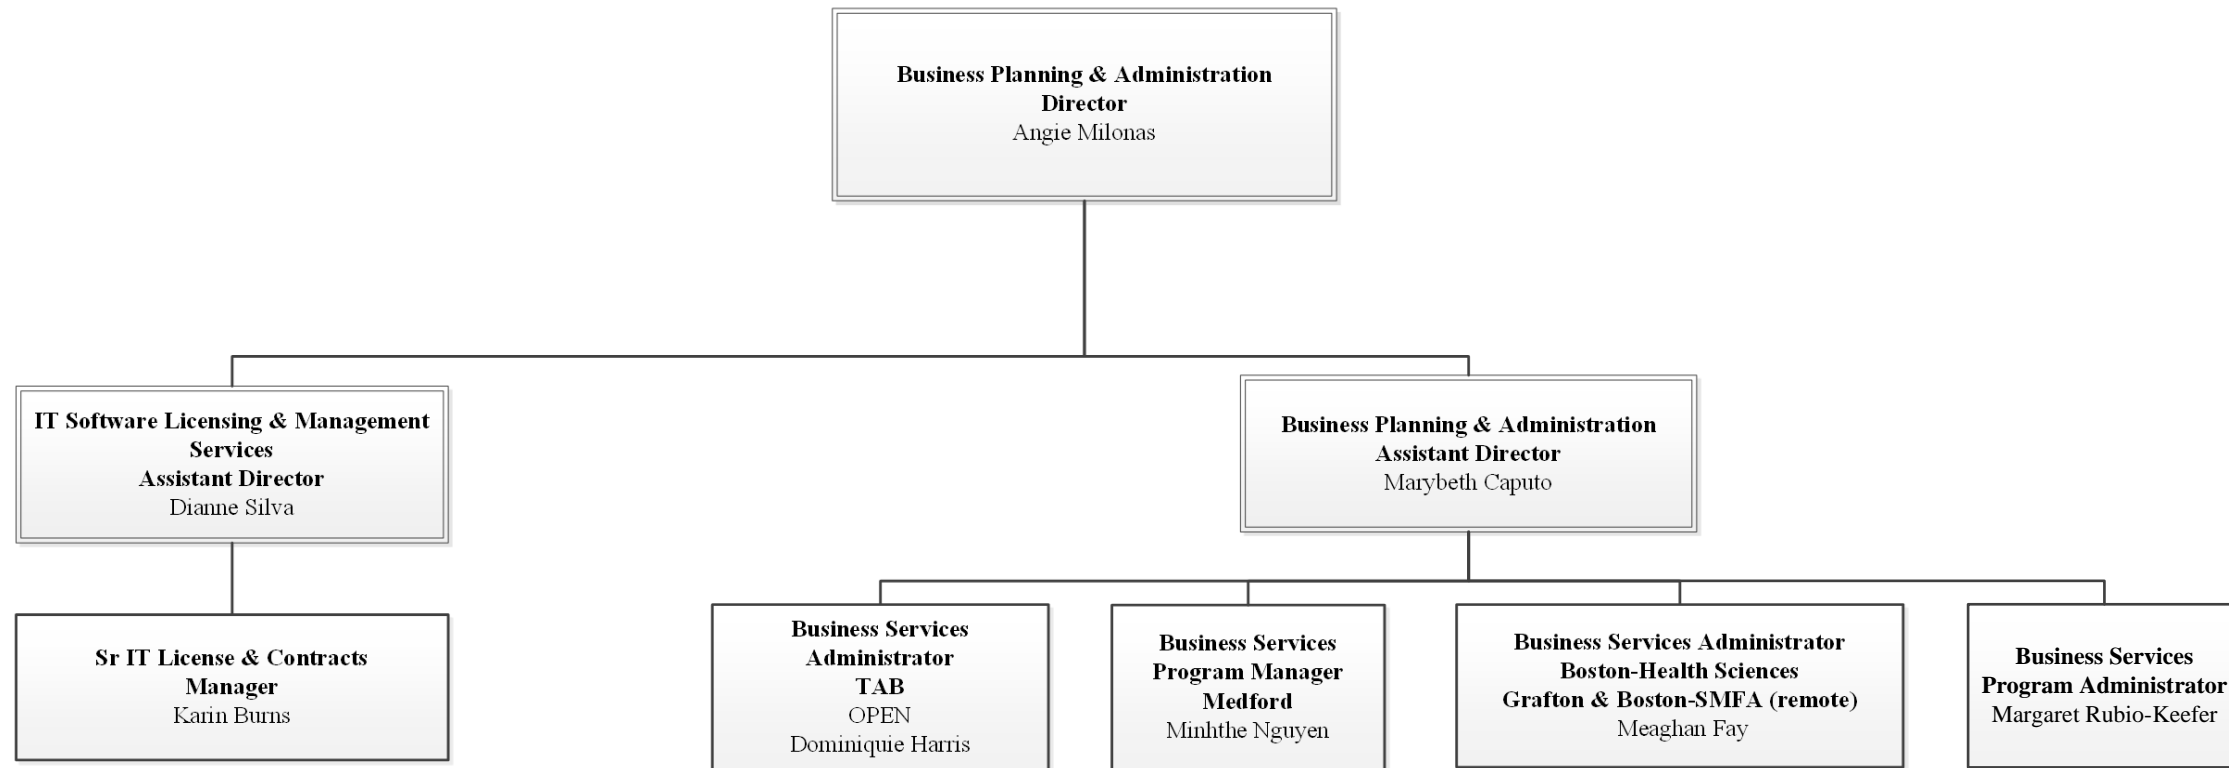 Business Planning & Administration
Director
Angie Milonas
IT Software Licensing & Management
Services
Assistant Director
Dianne Silva
Business Planning & Administration
Assistant Director
Marybeth Caputo
Sr IT License & Contracts
Manager
Karin Burns
Business Services
Administrator
TAB
OPEN
Dominiquie Harris
Business Services
Program Manager
Medford
Minhthe Nguyen
Business Services Administrator
Boston-Health Sciences
Grafton & Boston-SMFA (remote)
Meaghan Fay
Business Services
Program Administrator
Margaret Rubio-Keefer